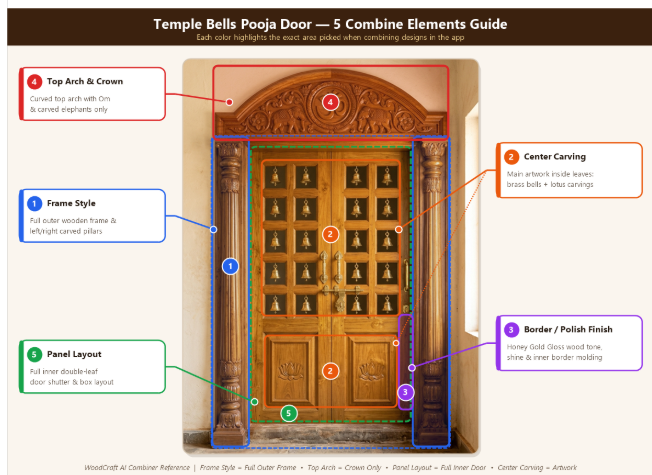 Temple Bells Pooja Door — 5 Combine Elements Guide
Each color highlights the exact area picked when combining designs in the app
4 Top Arch & Crown
Curved top arch with Om
& carved elephants only
4
2 Center Carving
Main artwork inside leaves:
brass bells + lotus carvings
1 Frame Style
Full outer wooden frame &
left/right carved pillars
2
1
3 Border / Polish Finish
Honey Gold Gloss wood tone,
shine & inner border molding
5 Panel Layout
Full inner double-leaf
door shutter & box layout
2
3
5
WoodCraft AI Combiner Reference | Frame Style = Full Outer Frame • Top Arch = Crown Only • Panel Layout = Full Inner Door • Center Carving = Artwork